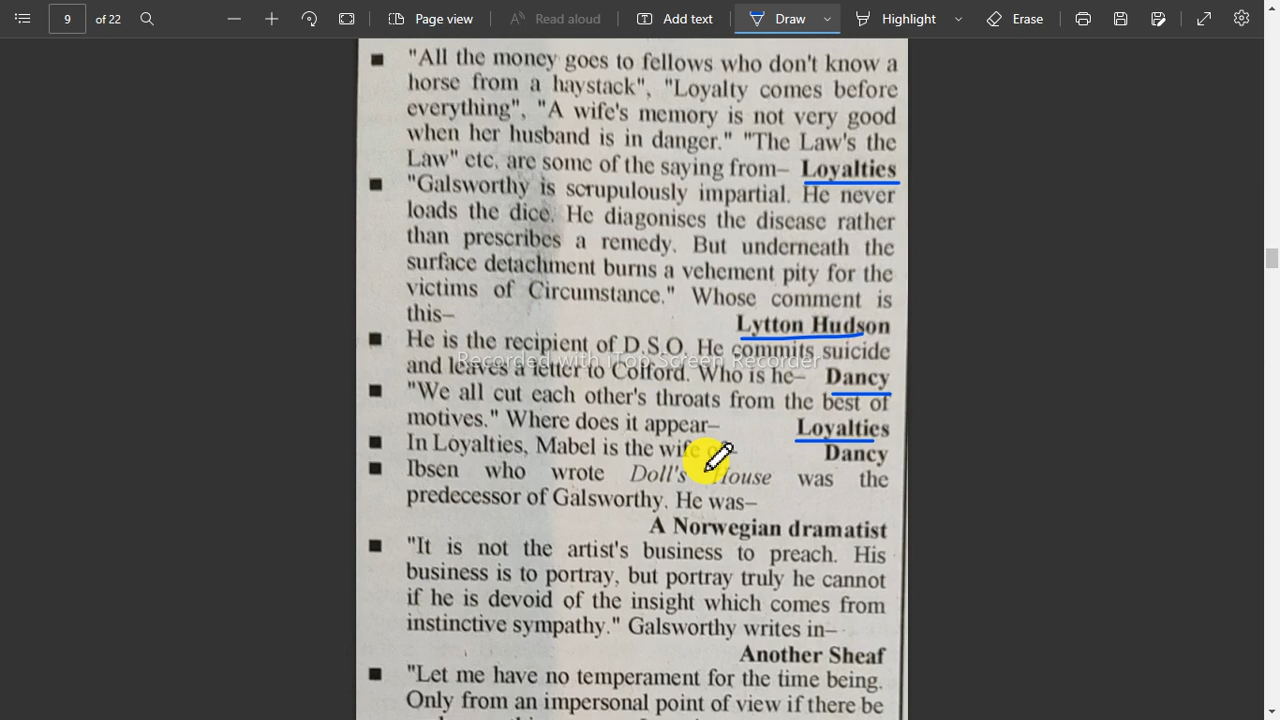 9 of 22 Page view Read aloud Add text Draw Highlight Erase
"All the money goes to fellows who don't know a
horse from a haystack", "Loyalty comes before
everything", "A wife's memory is not very good
when her husband is in danger." "The Law's the
Law" etc. are some of the saying from– Loyalties
"Galsworthy is scrupulously impartial. He never
loads the dice. He diagonises the disease rather
than prescribes a remedy. But underneath the
surface detachment burns a vehement pity for the
victims of Circumstance." Whose comment is
this– Lytton Hudson
He is the recipient of D.S.O. He commits suicide
Recorded with iTop Screen Recorder
and leaves a letter to Colford. Who is he– Dancy
"We all cut each other's throats from the best of
motives." Where does it appear– Loyalties
In Loyalties, Mabel is the wife of– Dancy
Ibsen who wrote Doll's House was the
predecessor of Galsworthy. He was–
A Norwegian dramatist
"It is not the artist's business to preach. His
business is to portray, but portray truly he cannot
if he is devoid of the insight which comes from
instinctive sympathy." Galsworthy writes in–
Another Sheaf
"Let me have no temperament for the time being.
Only from an impersonal point of view if there be